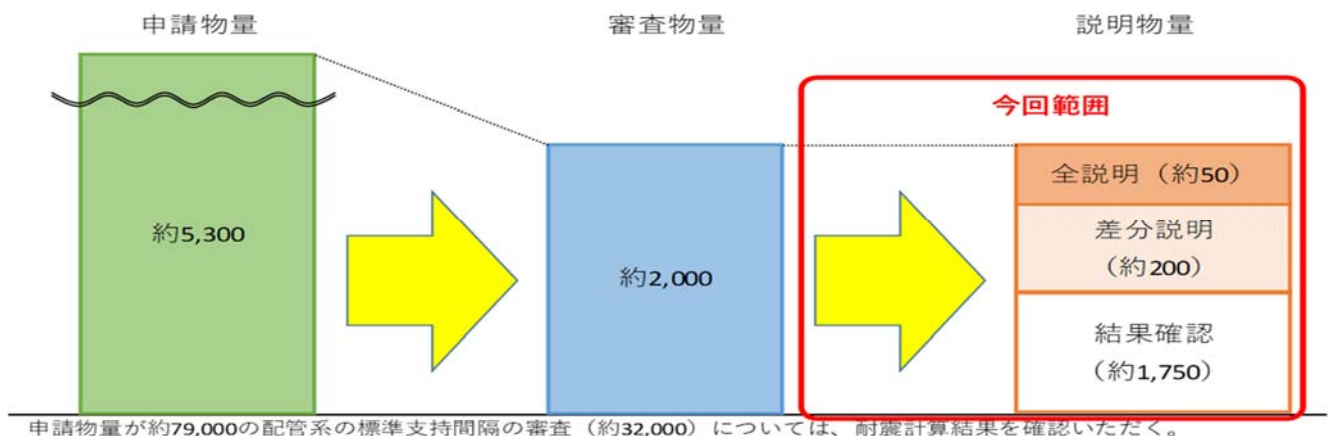 申請物量
審査物量
説明物量
今回範囲
約5,300
約2,000
全説明（約50）
差分説明
（約200）
結果確認
（約1,750）
申請物量が約79,000の配管系の標準支持間隔の審査（約32,000）については、耐震計算結果を確認いただく。